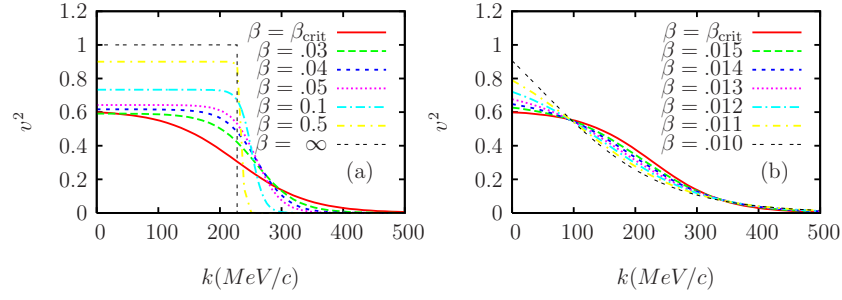 1.2
1
0.8
0.6
0.4
0.2
0
v²
β = β_crit
β = .03
β = .04
β = .05
β = 0.1
β = 0.5
β = ∞
(a)
0 100 200 300 400 500
k(MeV/c)
1.2
1
0.8
0.6
0.4
0.2
0
v²
β = β_crit
β = .015
β = .014
β = .013
β = .012
β = .011
β = .010
(b)
0 100 200 300 400 500
k(MeV/c)